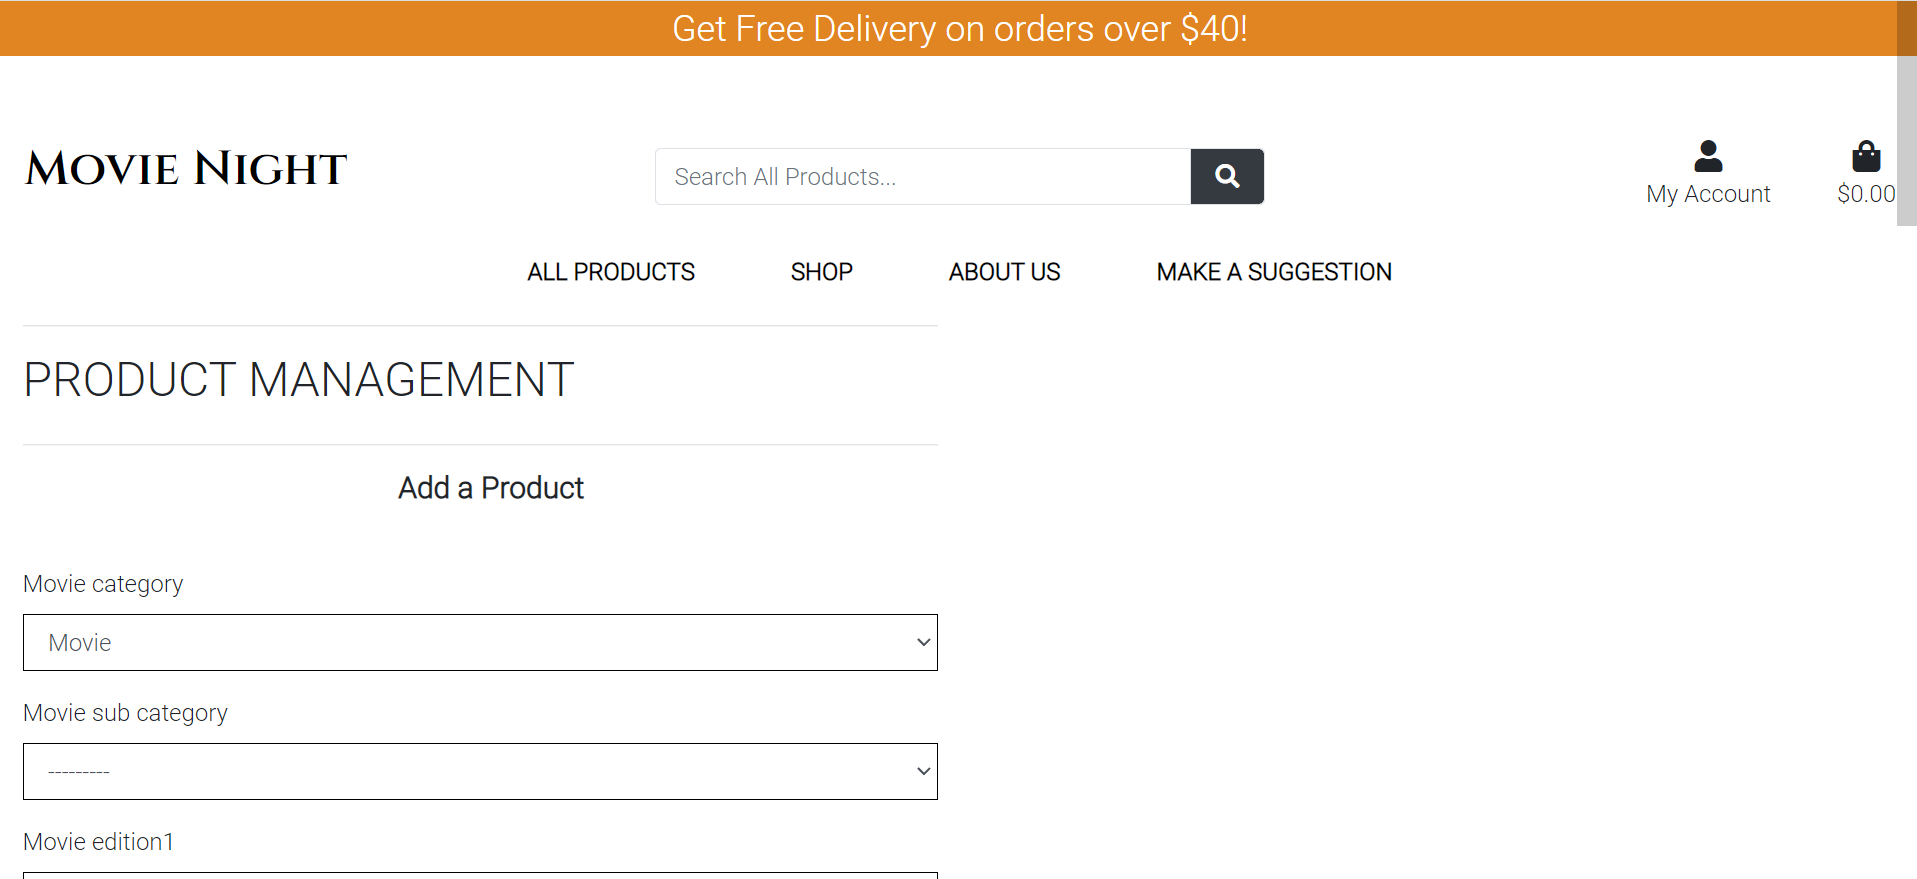 Get Free Delivery on orders over $40!
Movie Night
Search All Products...
My Account
$0.00
ALL PRODUCTS SHOP ABOUT US MAKE A SUGGESTION
PRODUCT MANAGEMENT
Add a Product
Movie category
Movie
Movie sub category
---------
Movie edition1